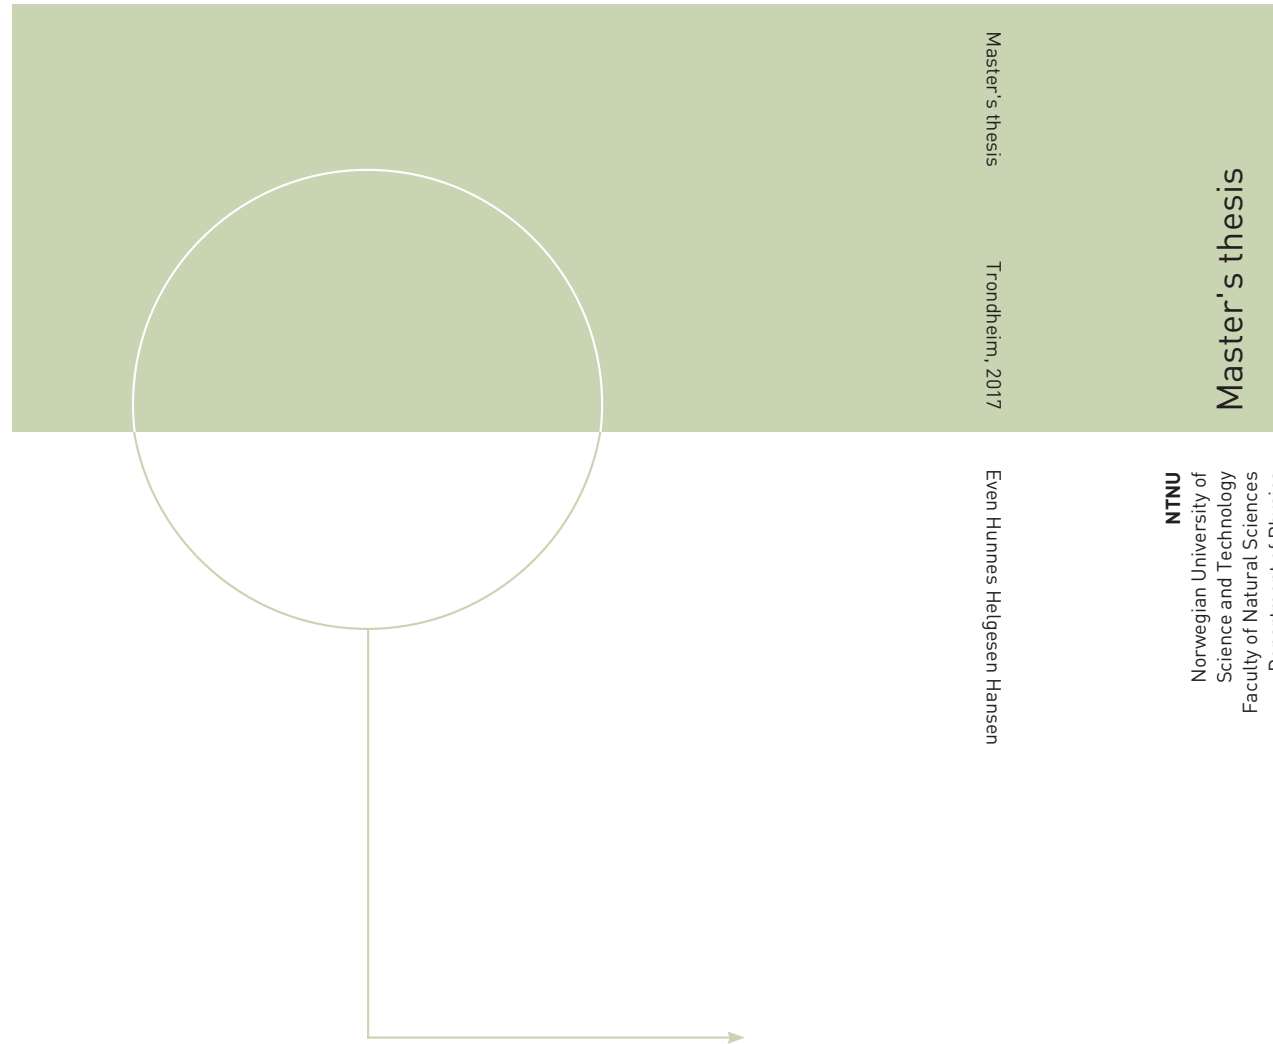 Master's thesis
Trondheim, 2017
Even Hunnes Helgesen Hansen
Master's thesis
NTNU
Norwegian University of
Science and Technology
Faculty of Natural Sciences